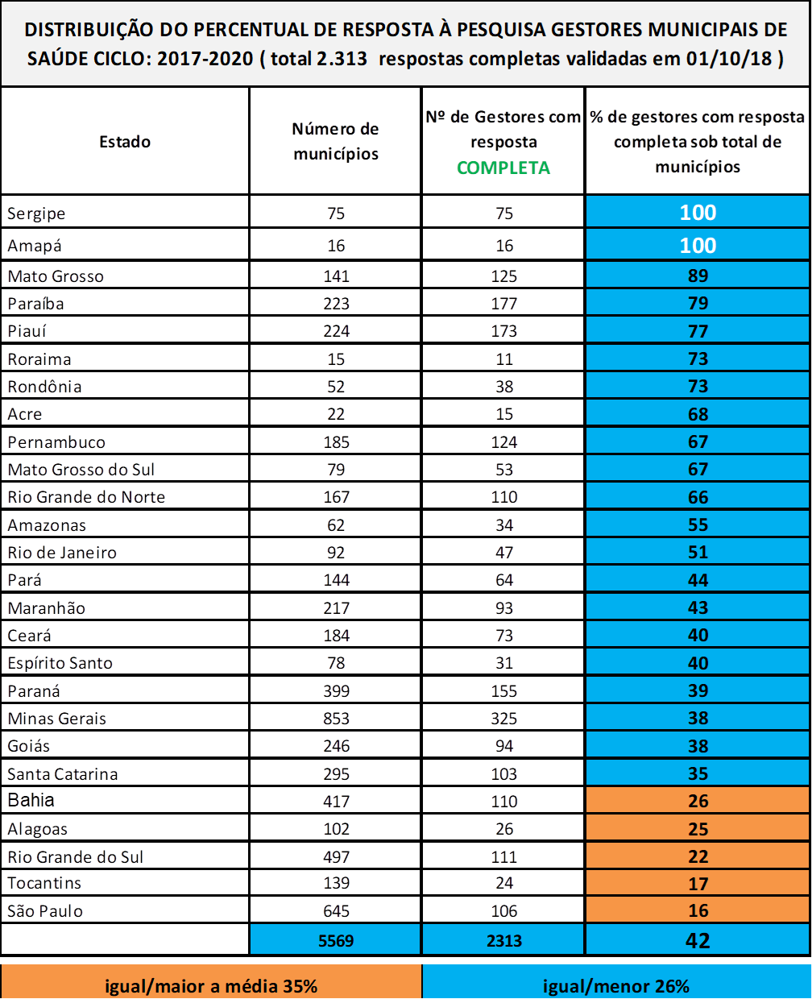 DISTRIBUIÇÃO DO PERCENTUAL DE RESPOSTA À PESQUISA GESTORES MUNICIPAIS DE
SAÚDE CICLO: 2017-2020 ( total 2.313 respostas completas validadas em 01/10/18 )
Estado
Número de
municípios
Nº de Gestores com
resposta
COMPLETA
% de gestores com resposta
completa sob total de
municípios
Sergipe 75 75 100
Amapá 16 16 100
Mato Grosso 141 125 89
Paraíba 223 177 79
Piauí 224 173 77
Roraima 15 11 73
Rondônia 52 38 73
Acre 22 15 68
Pernambuco 185 124 67
Mato Grosso do Sul 79 53 67
Rio Grande do Norte 167 110 66
Amazonas 62 34 55
Rio de Janeiro 92 47 51
Pará 144 64 44
Maranhão 217 93 43
Ceará 184 73 40
Espírito Santo 78 31 40
Paraná 399 155 39
Minas Gerais 853 325 38
Goiás 246 94 38
Santa Catarina 295 103 35
Bahia 417 110 26
Alagoas 102 26 25
Rio Grande do Sul 497 111 22
Tocantins 139 24 17
São Paulo 645 106 16
5569 2313 42
igual/maior a média 35% igual/menor 26%